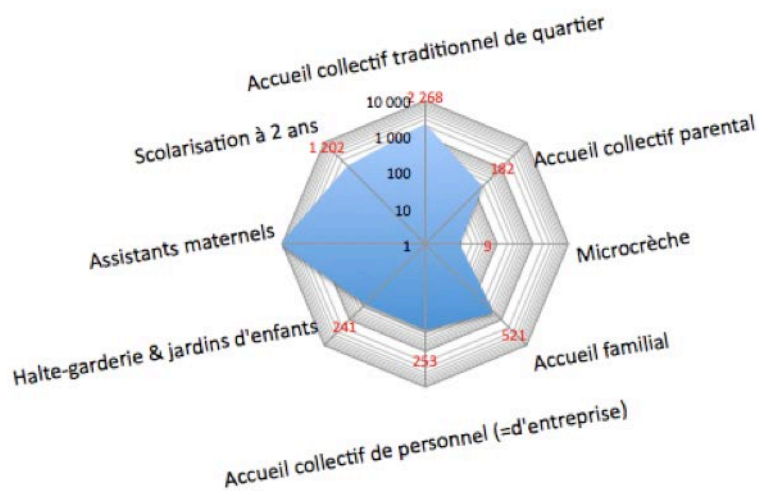 Accueil collectif traditionnel de quartier
2 268
10 000
1 000
100
10
1
Accueil collectif parental
182
Microcrèche
9
Accueil familial
521
Accueil collectif de personnel (=d'entreprise)
253
Halte-garderie & jardins d'enfants
241
Assistants maternels
Scolarisation à 2 ans
1 202